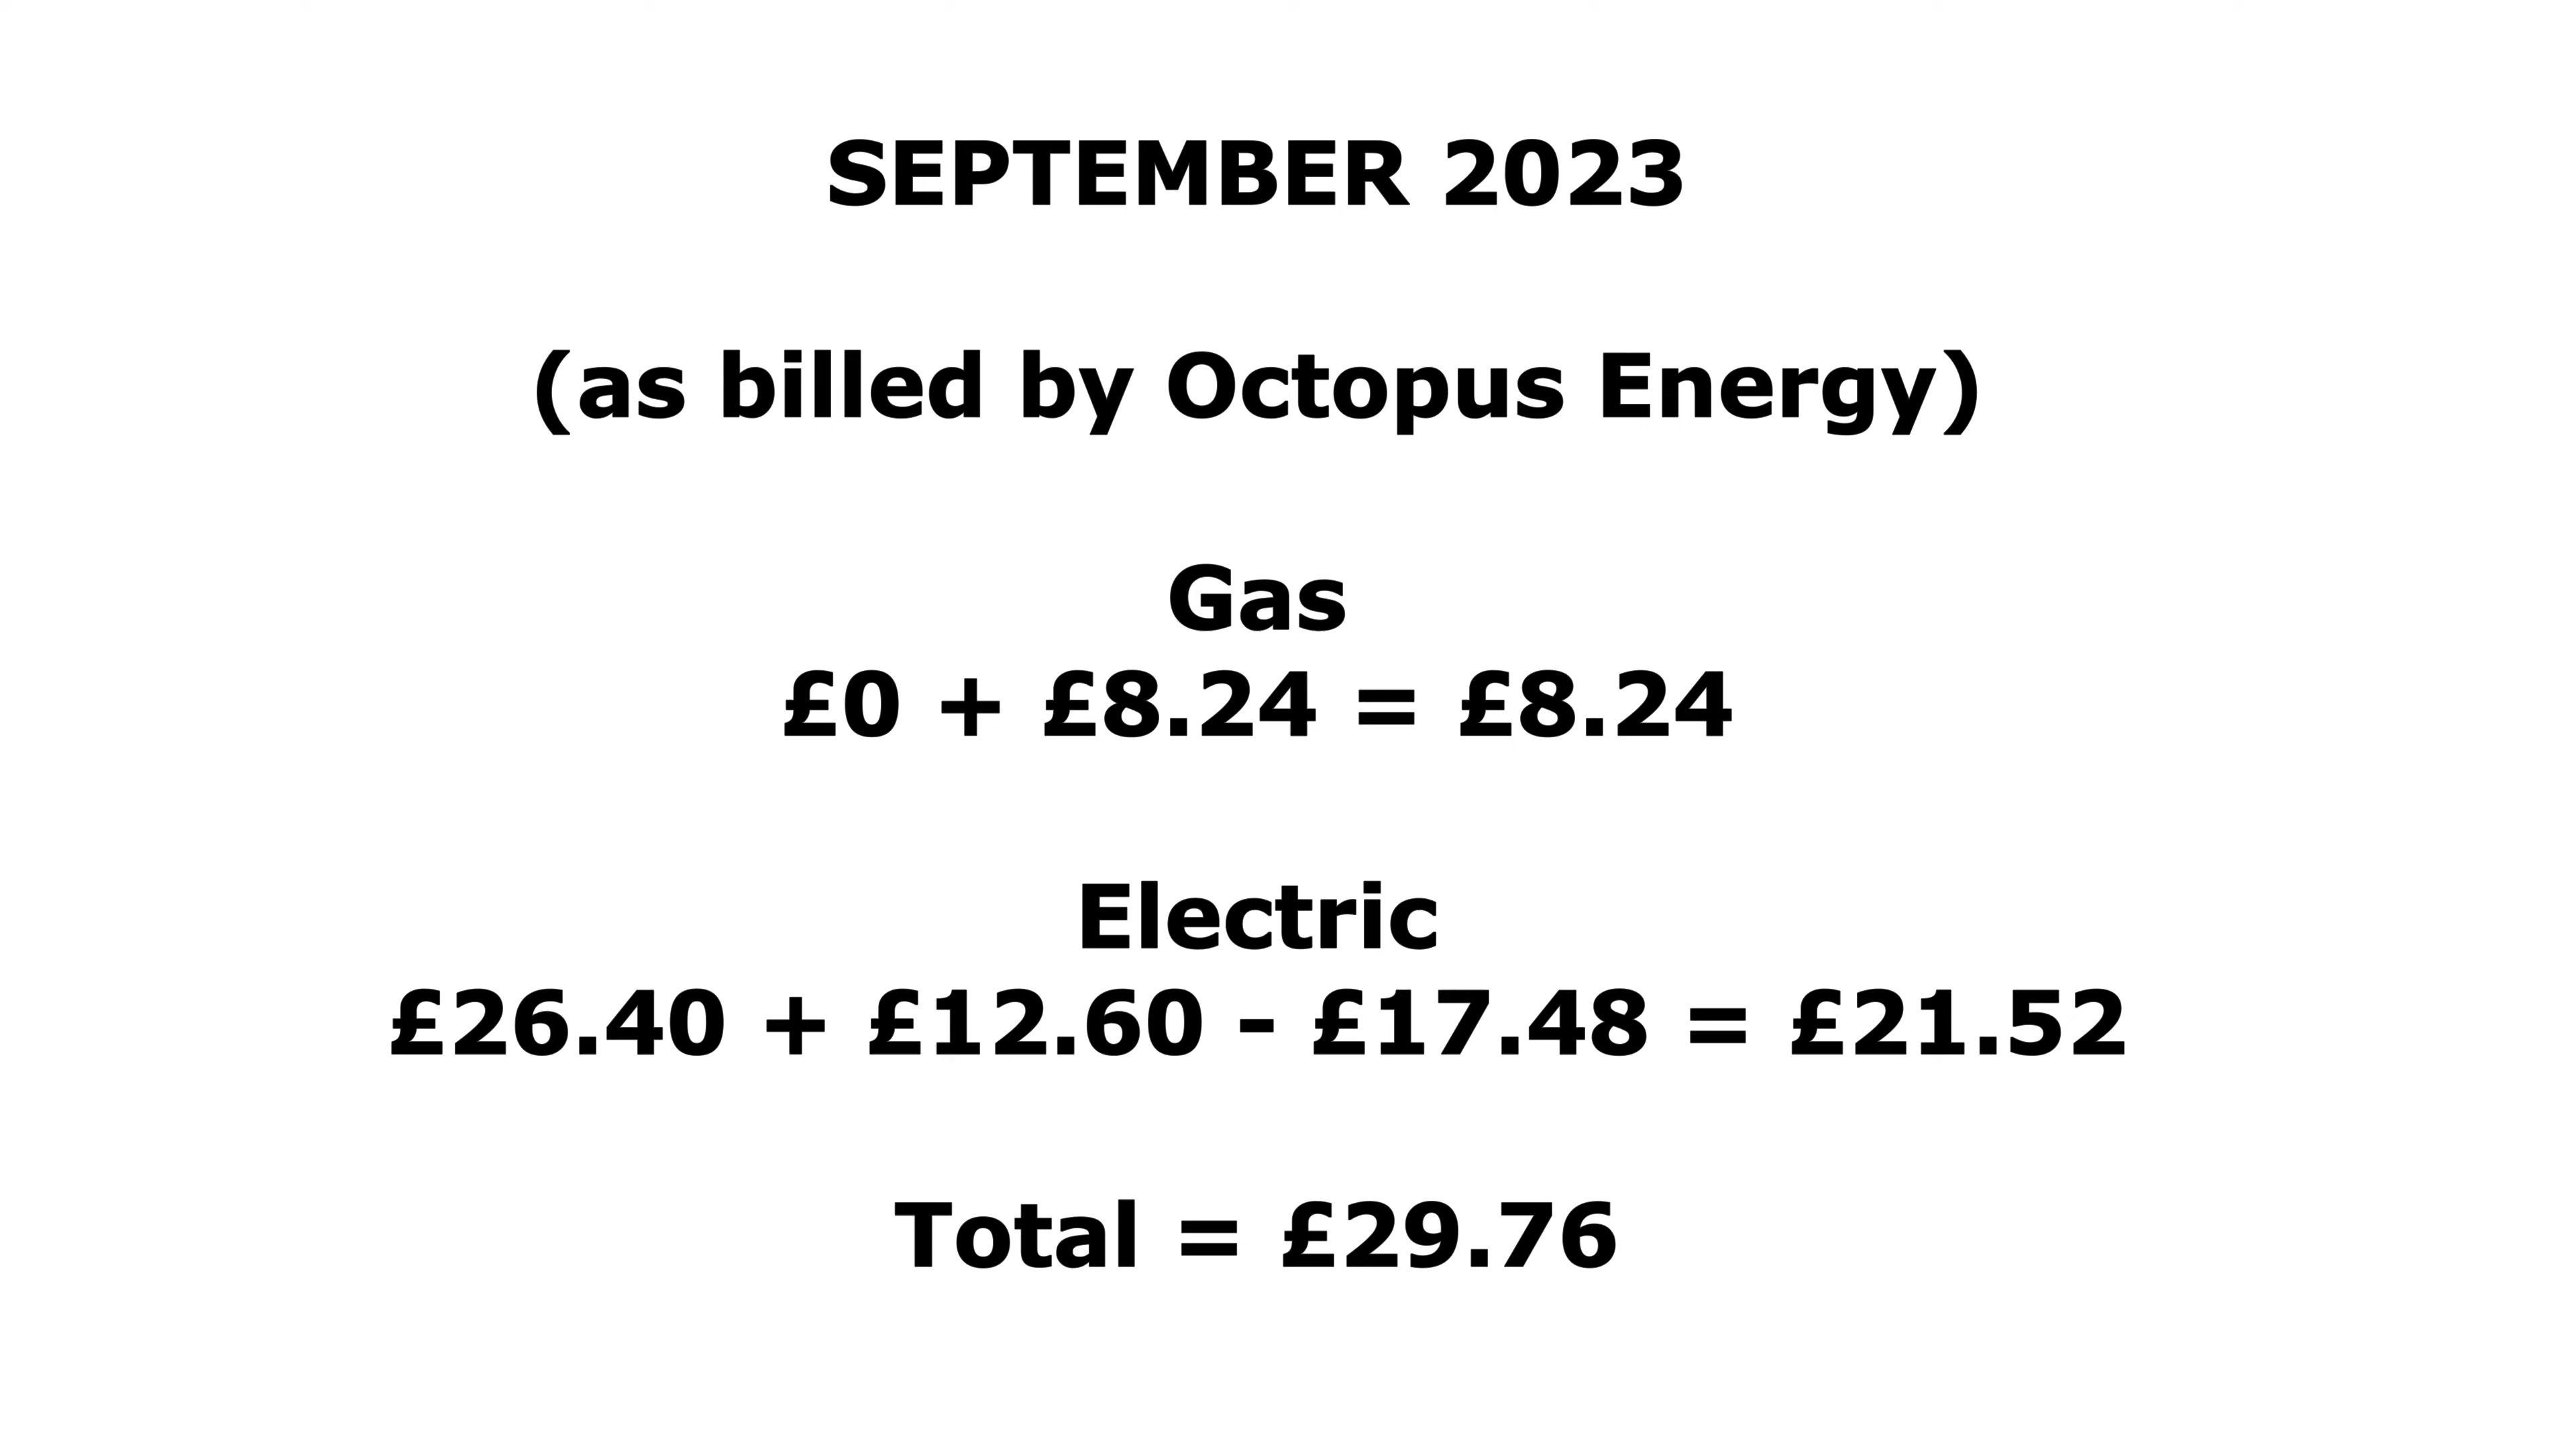 SEPTEMBER 2023
(as billed by Octopus Energy)
Gas
£0 + £8.24 = £8.24
Electric
£26.40 + £12.60 - £17.48 = £21.52
Total = £29.76